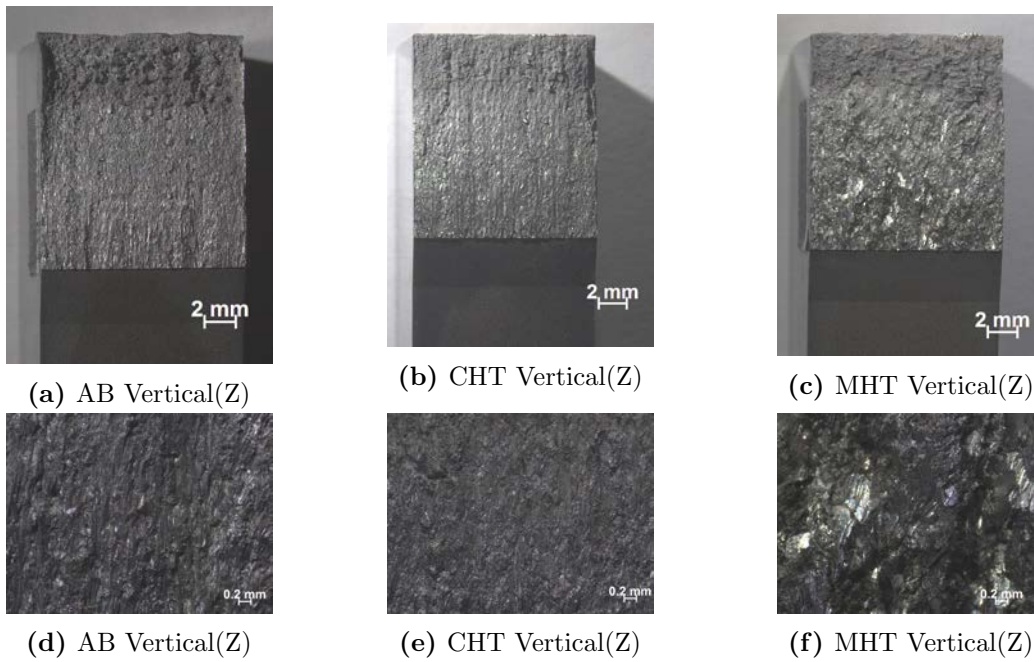 2 mm
2 mm
2 mm
(a) AB Vertical(Z)
(b) CHT Vertical(Z)
(c) MHT Vertical(Z)
0.2 mm
0.2 mm
0.2 mm
(d) AB Vertical(Z)
(e) CHT Vertical(Z)
(f) MHT Vertical(Z)